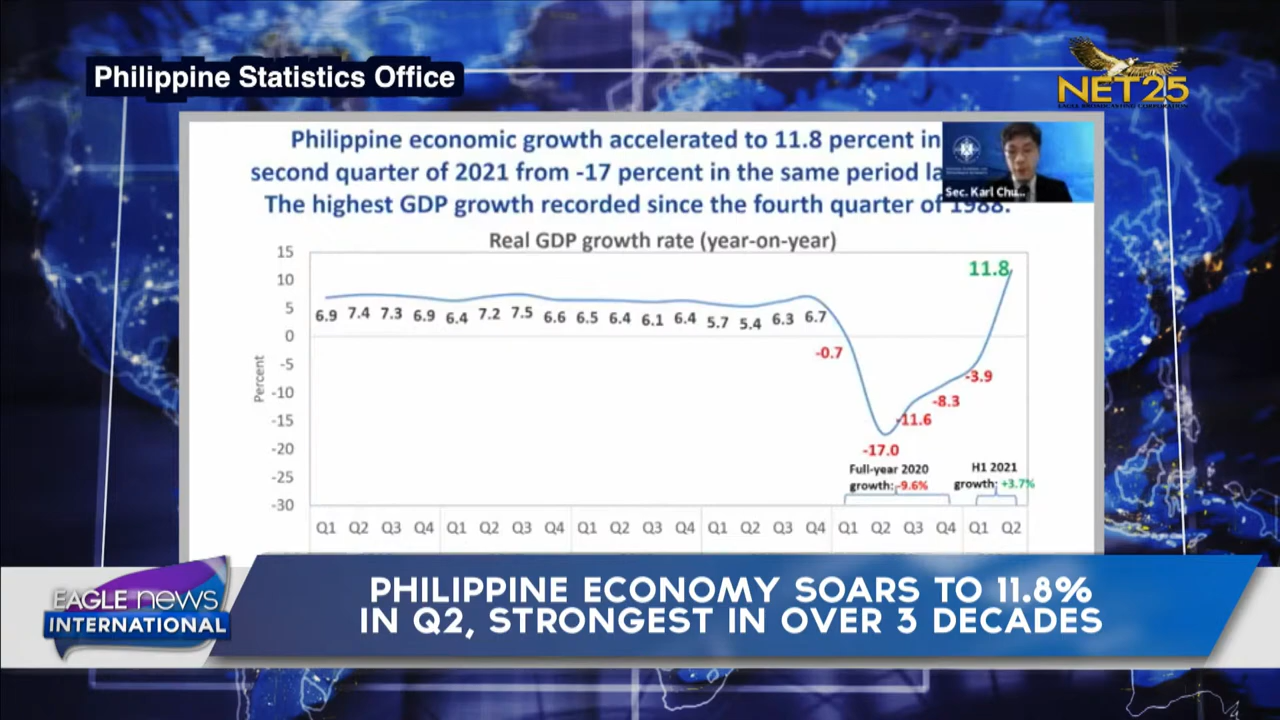 Philippine Statistics Office
NET25
EAGLE BROADCASTING CORPORATION
Philippine economic growth accelerated to 11.8 percent in
second quarter of 2021 from -17 percent in the same period la
The highest GDP growth recorded since the fourth quarter of 1988.
Sec. Karl Chu...
Real GDP growth rate (year-on-year)
Percent
15
10
5
0
-5
-10
-15
-20
-25
-30
6.9 7.4 7.3 6.9 6.4 7.2 7.5 6.6 6.5 6.4 6.1 6.4 5.7 5.4 6.3 6.7
-0.7
-17.0
-11.6
-8.3
-3.9
11.8
Full-year 2020
growth: -9.6%
H1 2021
growth: +3.7%
Q1 Q2 Q3 Q4 Q1 Q2 Q3 Q4 Q1 Q2 Q3 Q4 Q1 Q2 Q3 Q4 Q1 Q2 Q3 Q4 Q1 Q2
EAGLE news
INTERNATIONAL
PHILIPPINE ECONOMY SOARS TO 11.8%
IN Q2, STRONGEST IN OVER 3 DECADES